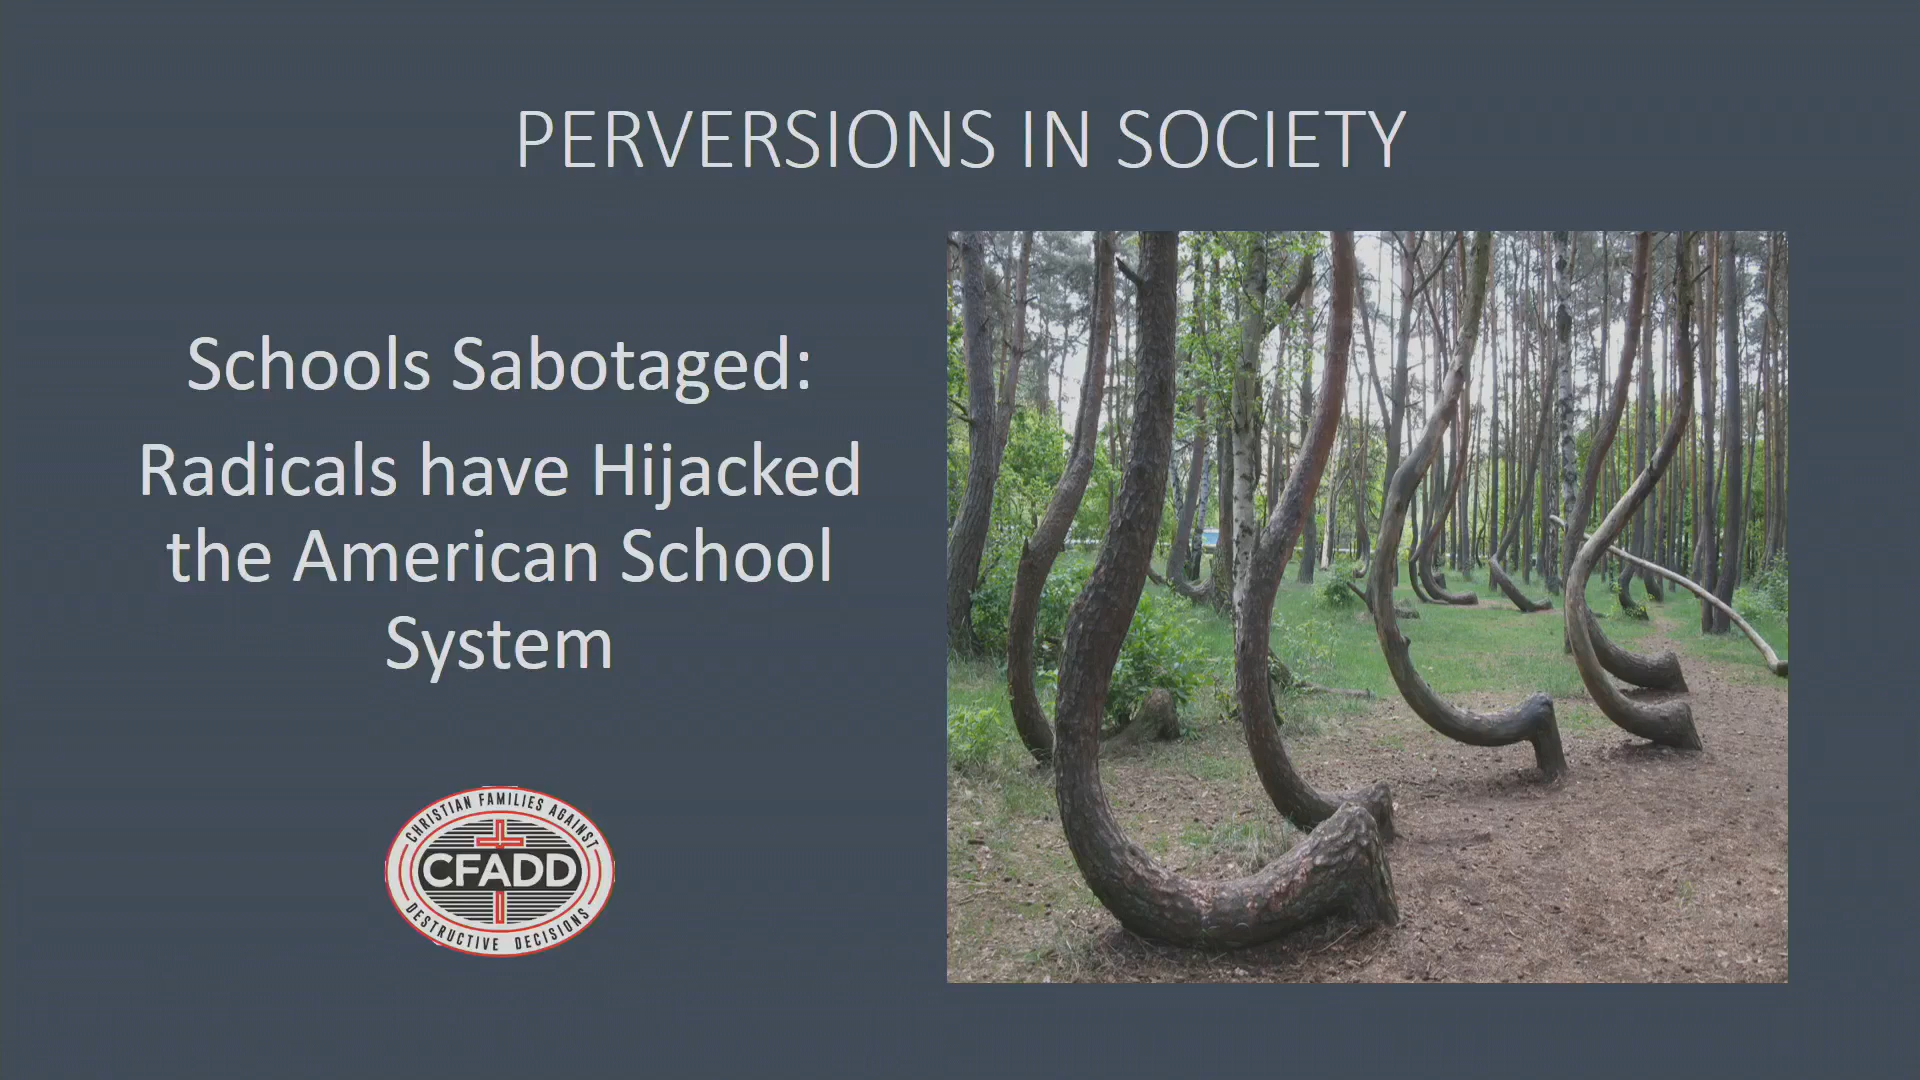 PERVERSIONS IN SOCIETY
Schools Sabotaged:
Radicals have Hijacked
the American School
System
CHRISTIAN FAMILIES AGAINST
CFADD
DESTRUCTIVE DECISIONS